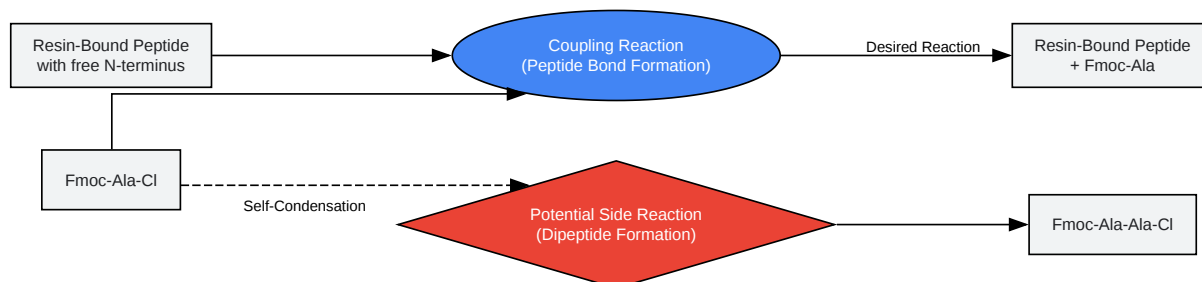 Resin-Bound Peptide
with free N-terminus
Coupling Reaction
(Peptide Bond Formation)
Desired Reaction
Resin-Bound Peptide
+ Fmoc-Ala
Fmoc-Ala-Cl
Self-Condensation
Potential Side Reaction
(Dipeptide Formation)
Fmoc-Ala-Ala-Cl